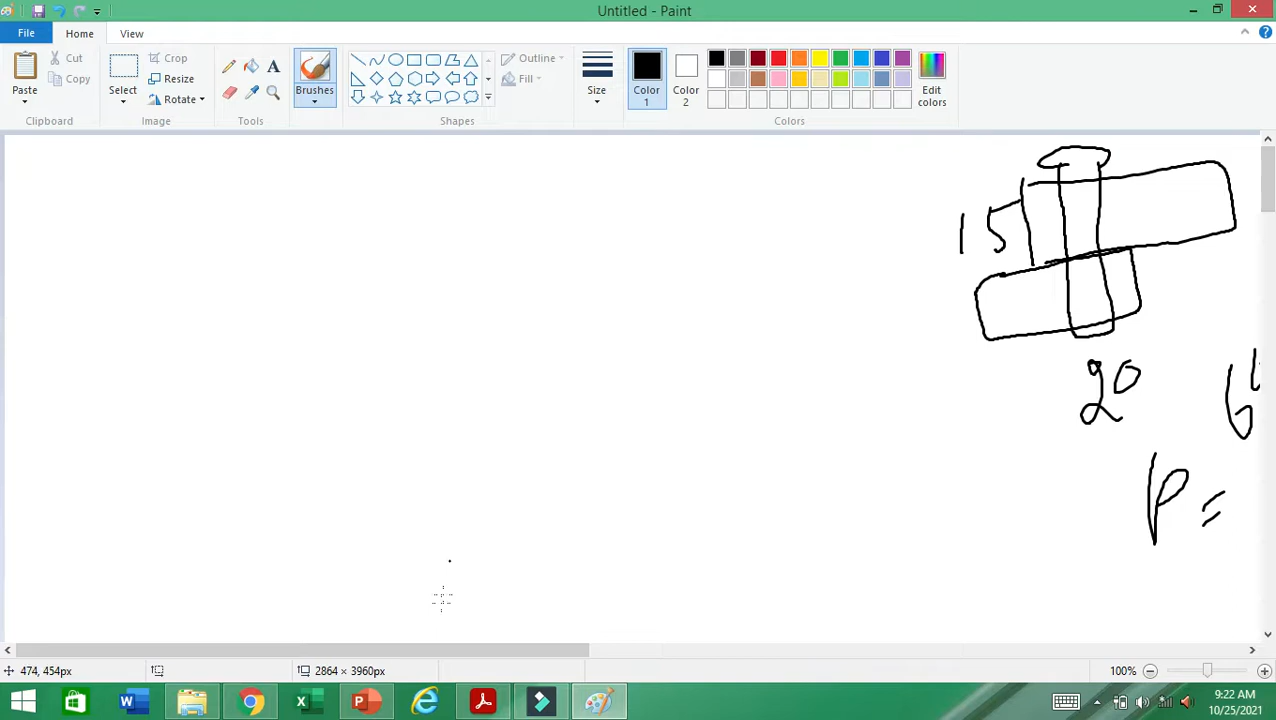 Untitled - Paint
File
Home
View
Paste
Cut
Copy
Clipboard
Select
Crop
Resize
Rotate
Image
Tools
Brushes
Shapes
Outline
Fill
Size
Color 1
Color 2
Edit colors
Colors
15
20
P =
474, 454px
2864 × 3960px
100%
9:22 AM
10/25/2021